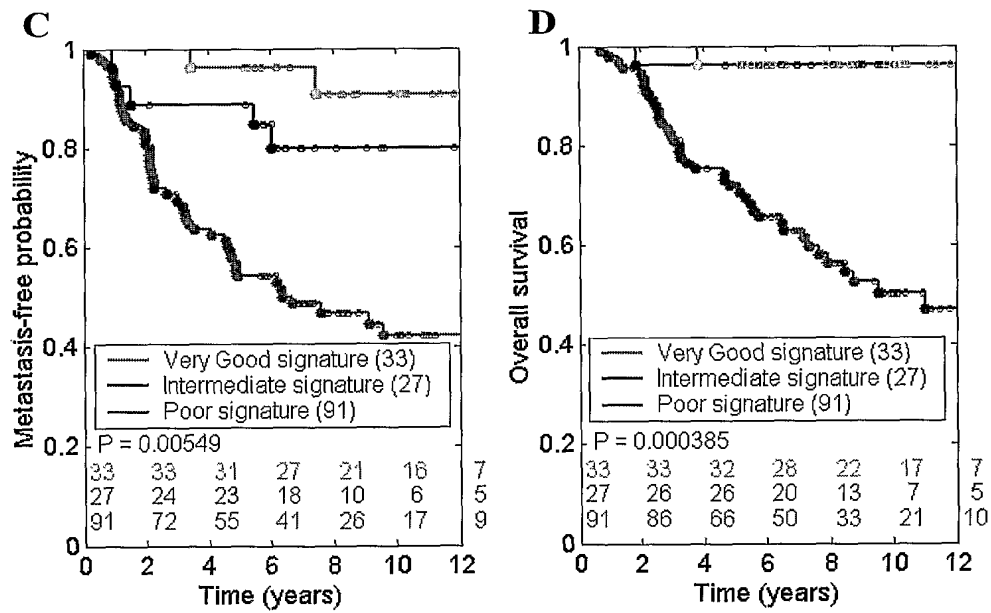 C
Metastasis-free probability
1
0.8
0.6
0.4
0.2
0
Very Good signature (33)
Intermediate signature (27)
Poor signature (91)
P = 0.00549
33 33 31 27 21 16 7
27 24 23 18 10 6 5
91 72 55 41 26 17 9
0 2 4 6 8 10 12
Time (years)
D
Overall survival
1
0.8
0.6
0.4
0.2
0
Very Good signature (33)
Intermediate signature (27)
Poor signature (91)
P = 0.000385
33 33 32 28 22 17 7
27 26 26 20 13 7 5
91 86 66 50 33 21 10
0 2 4 6 8 10 12
Time (years)